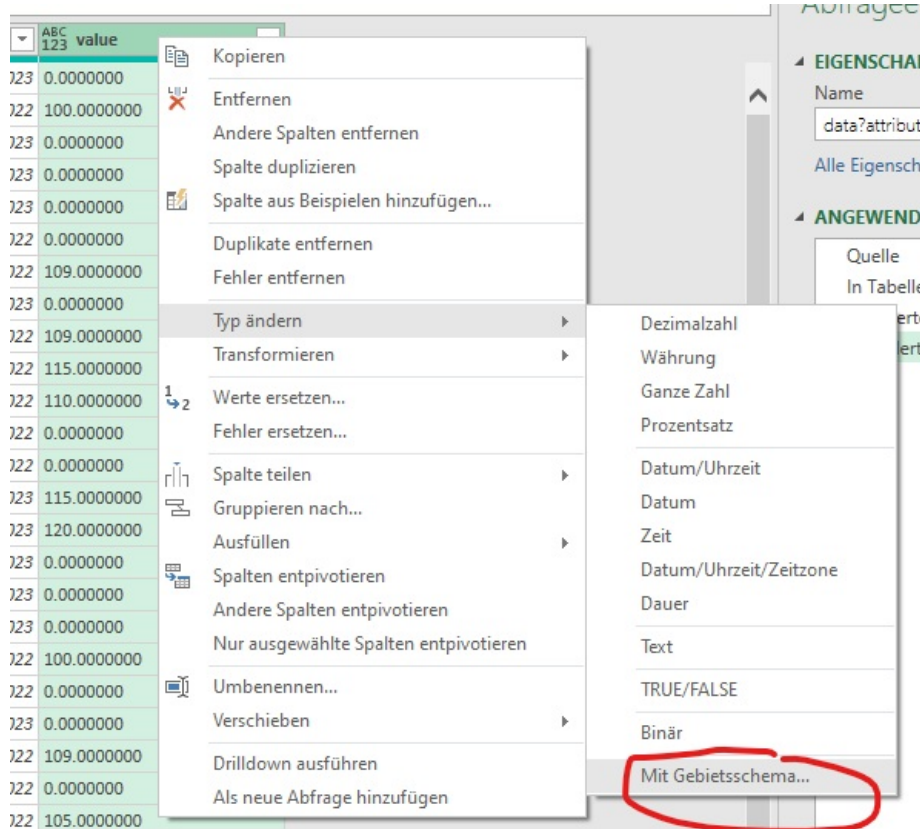 ABC
123 value
023 0.0000000
022 100.0000000
023 0.0000000
023 0.0000000
023 0.0000000
022 0.0000000
022 109.0000000
023 0.0000000
022 109.0000000
022 115.0000000
022 110.0000000
022 0.0000000
022 0.0000000
023 115.0000000
023 120.0000000
023 0.0000000
023 0.0000000
023 0.0000000
022 100.0000000
022 0.0000000
023 0.0000000
022 109.0000000
022 0.0000000
022 105.0000000
Kopieren
Entfernen
Andere Spalten entfernen
Spalte duplizieren
Spalte aus Beispielen hinzufügen...
Duplikate entfernen
Fehler entfernen
Typ ändern
Transformieren
1
2
Werte ersetzen...
Fehler ersetzen...
Spalte teilen
Gruppieren nach...
Ausfüllen
Spalten entpivotieren
Andere Spalten entpivotieren
Nur ausgewählte Spalten entpivotieren
Umbenennen...
Verschieben
Drilldown ausführen
Als neue Abfrage hinzufügen
Dezimalzahl
Währung
Ganze Zahl
Prozentsatz
Datum/Uhrzeit
Datum
Zeit
Datum/Uhrzeit/Zeitzone
Dauer
Text
TRUE/FALSE
Binär
Mit Gebietsschema...
Abfragee
EIGENSCHA
Name
data?attribut
Alle Eigensch
ANGEWEND
Quelle
In Tabelle
erte
ert